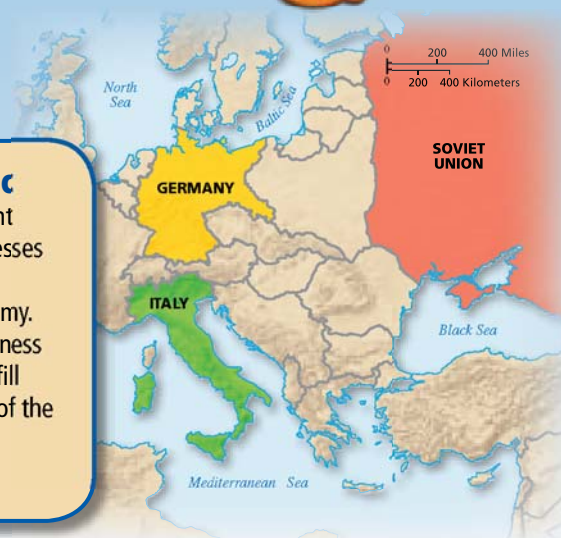 c
nt
esses
my.
ness
fill
of the
North
Sea
Baltic Sea
0 200 400 Miles
0 200 400 Kilometers
SOVIET
UNION
GERMANY
ITALY
Black Sea
Mediterranean Sea